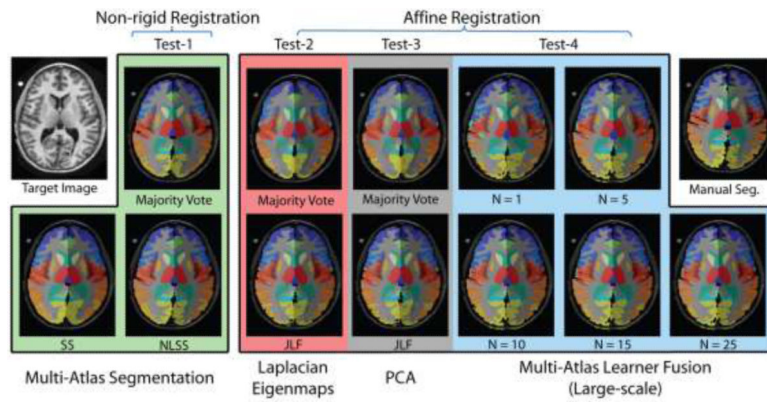 Non-rigid Registration
Affine Registration
Test-1
Test-2
Test-3
Test-4
Target Image
Majority Vote
Majority Vote
Majority Vote
N = 1
N = 5
Manual Seg.
SS
NLSS
JLF
JLF
N = 10
N = 15
N = 25
Multi-Atlas Segmentation
Laplacian
Eigenmaps
PCA
Multi-Atlas Learner Fusion
(Large-scale)